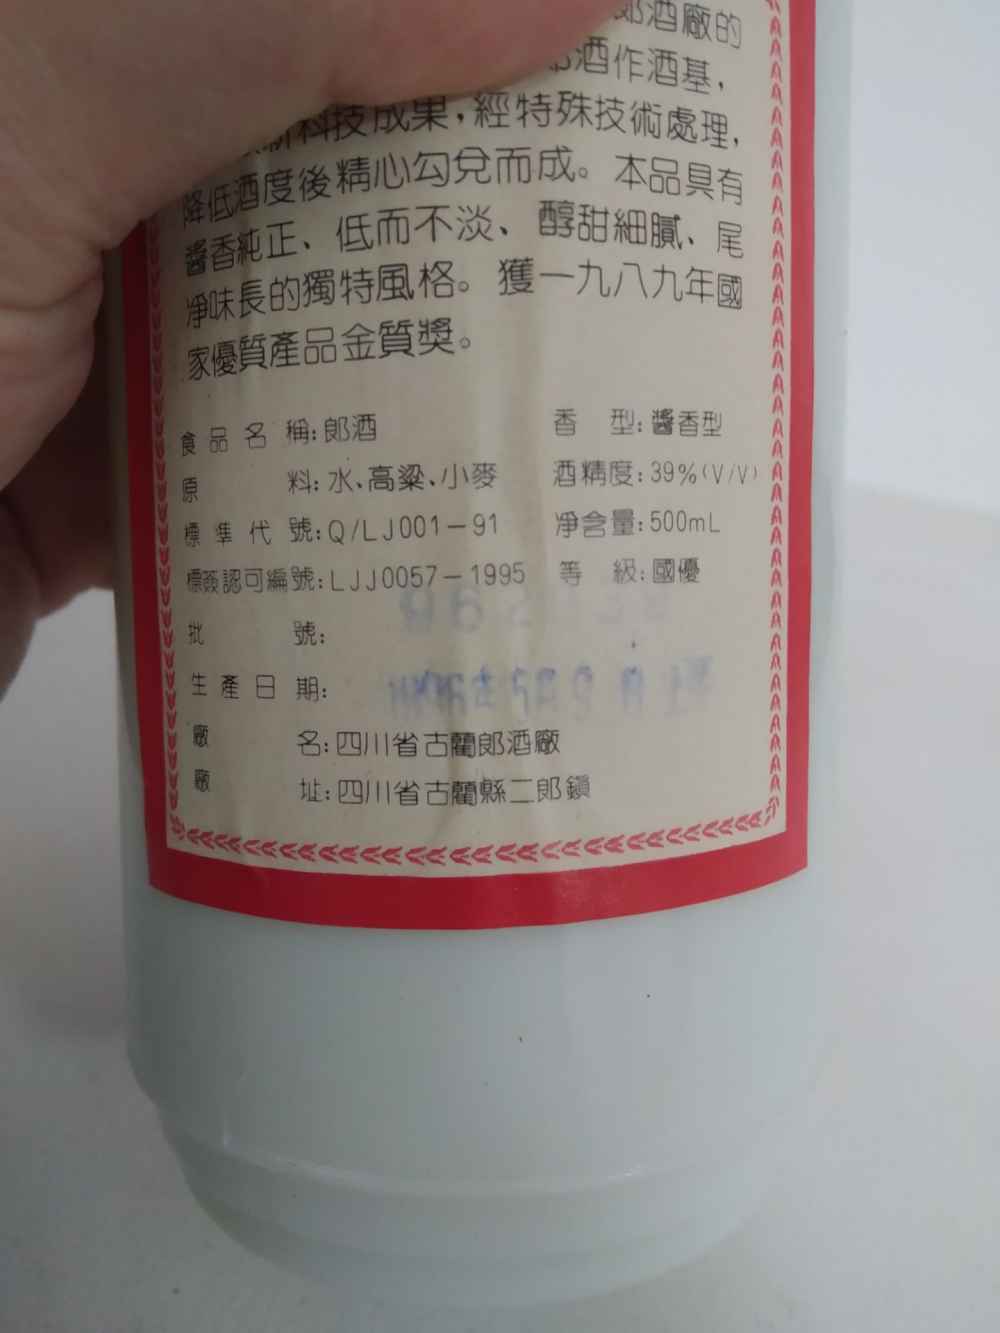 郎酒廠的
酒作酒基，
新科技成果，經特殊技術處理，
降低酒度後精心勾兌而成。本品具有
醬香純正、低而不淡、醇甜細膩、尾
淨味長的獨特風格。獲一九八九年國
家優質產品金質獎。
食品名稱：郎酒 香型：醬香型
原料：水、高粱、小麥 酒精度：39%(V/V)
標準代號：Q/LJ001-91 淨含量：500mL
標簽認可編號：LJJ0057-1995 等級：國優
批號：
生產日期：
廠名：四川省古藺郎酒廠
廠址：四川省古藺縣二郎鎮